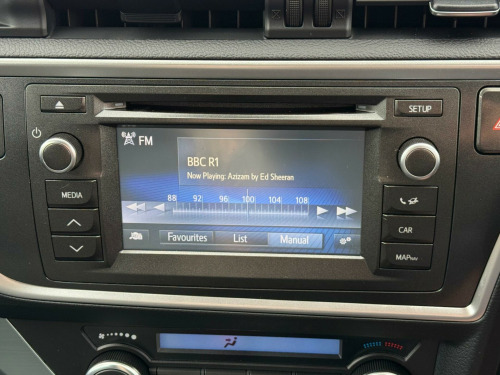 SETUP
FM
BBC R1
Now Playing: Azizam by Ed Sheeran
MEDIA
88 92 96 100 104 108
CAR
Favourites List Manual
MAP NAV